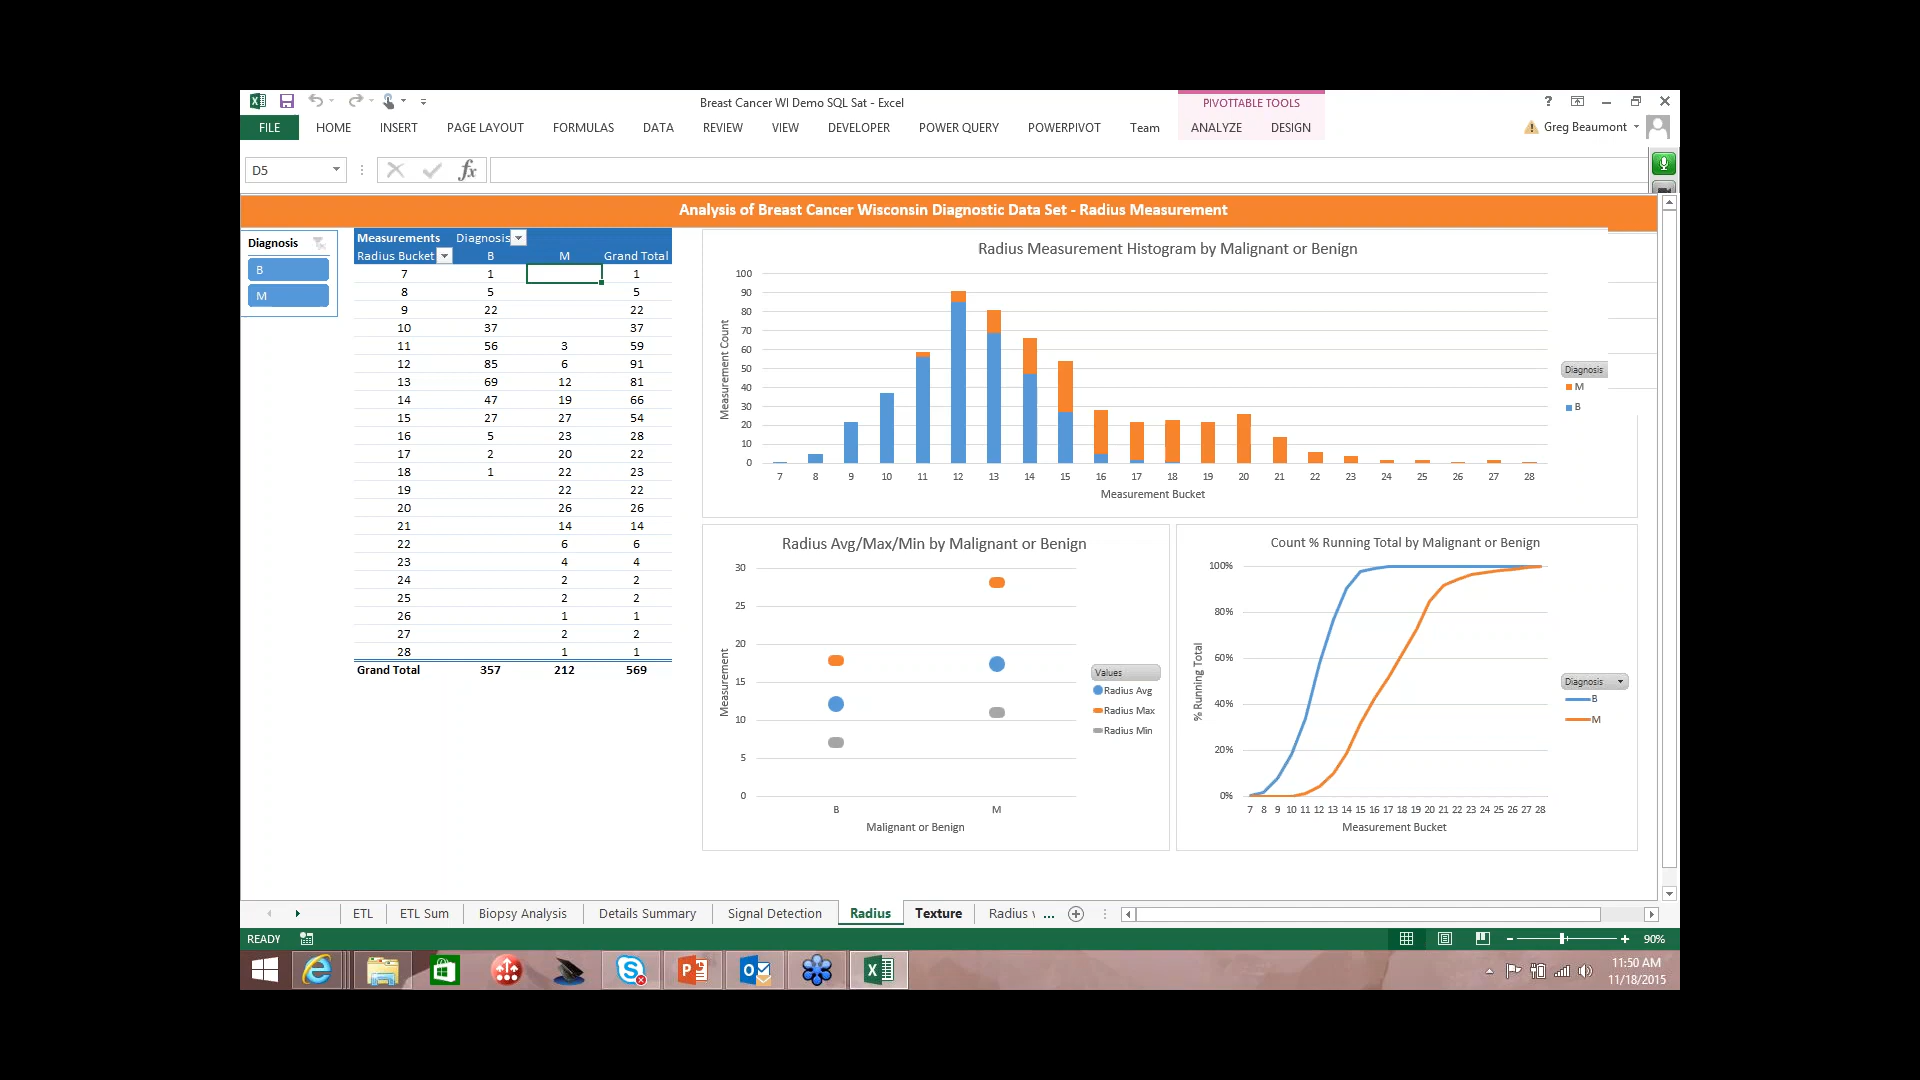 Breast Cancer WI Demo SQL Sat - Excel
PIVOTTABLE TOOLS
?
FILE HOME INSERT PAGE LAYOUT FORMULAS DATA REVIEW VIEW DEVELOPER POWER QUERY POWERPIVOT Team ANALYZE DESIGN Greg Beaumont
D5
fx
Analysis of Breast Cancer Wisconsin Diagnostic Data Set - Radius Measurement
Diagnosis
B
M
Measurements Diagnosis
Radius Bucket B M Grand Total
7 1 1
8 5 5
9 22 22
10 37 37
11 56 3 59
12 85 6 91
13 69 12 81
14 47 19 66
15 27 27 54
16 5 23 28
17 2 20 22
18 1 22 23
19 22 22
20 26 26
21 14 14
22 6 6
23 4 4
24 2 2
25 2 2
26 1 1
27 2 2
28 1 1
Grand Total 357 212 569
Radius Measurement Histogram by Malignant or Benign
Measurement Count
100
90
80
70
60
50
40
30
20
10
0
7 8 9 10 11 12 13 14 15 16 17 18 19 20 21 22 23 24 25 26 27 28
Measurement Bucket
Diagnosis
M
B
Radius Avg/Max/Min by Malignant or Benign
Measurement
30
25
20
15
10
5
0
B M
Malignant or Benign
Values
Radius Avg
Radius Max
Radius Min
Count % Running Total by Malignant or Benign
% Running Total
100%
80%
60%
40%
20%
0%
7 8 9 10 11 12 13 14 15 16 17 18 19 20 21 22 23 24 25 26 27 28
Measurement Bucket
Diagnosis
B
M
ETL ETL Sum Biopsy Analysis Details Summary Signal Detection Radius Texture Radius v ...
READY
90%
11:50 AM
11/18/2015